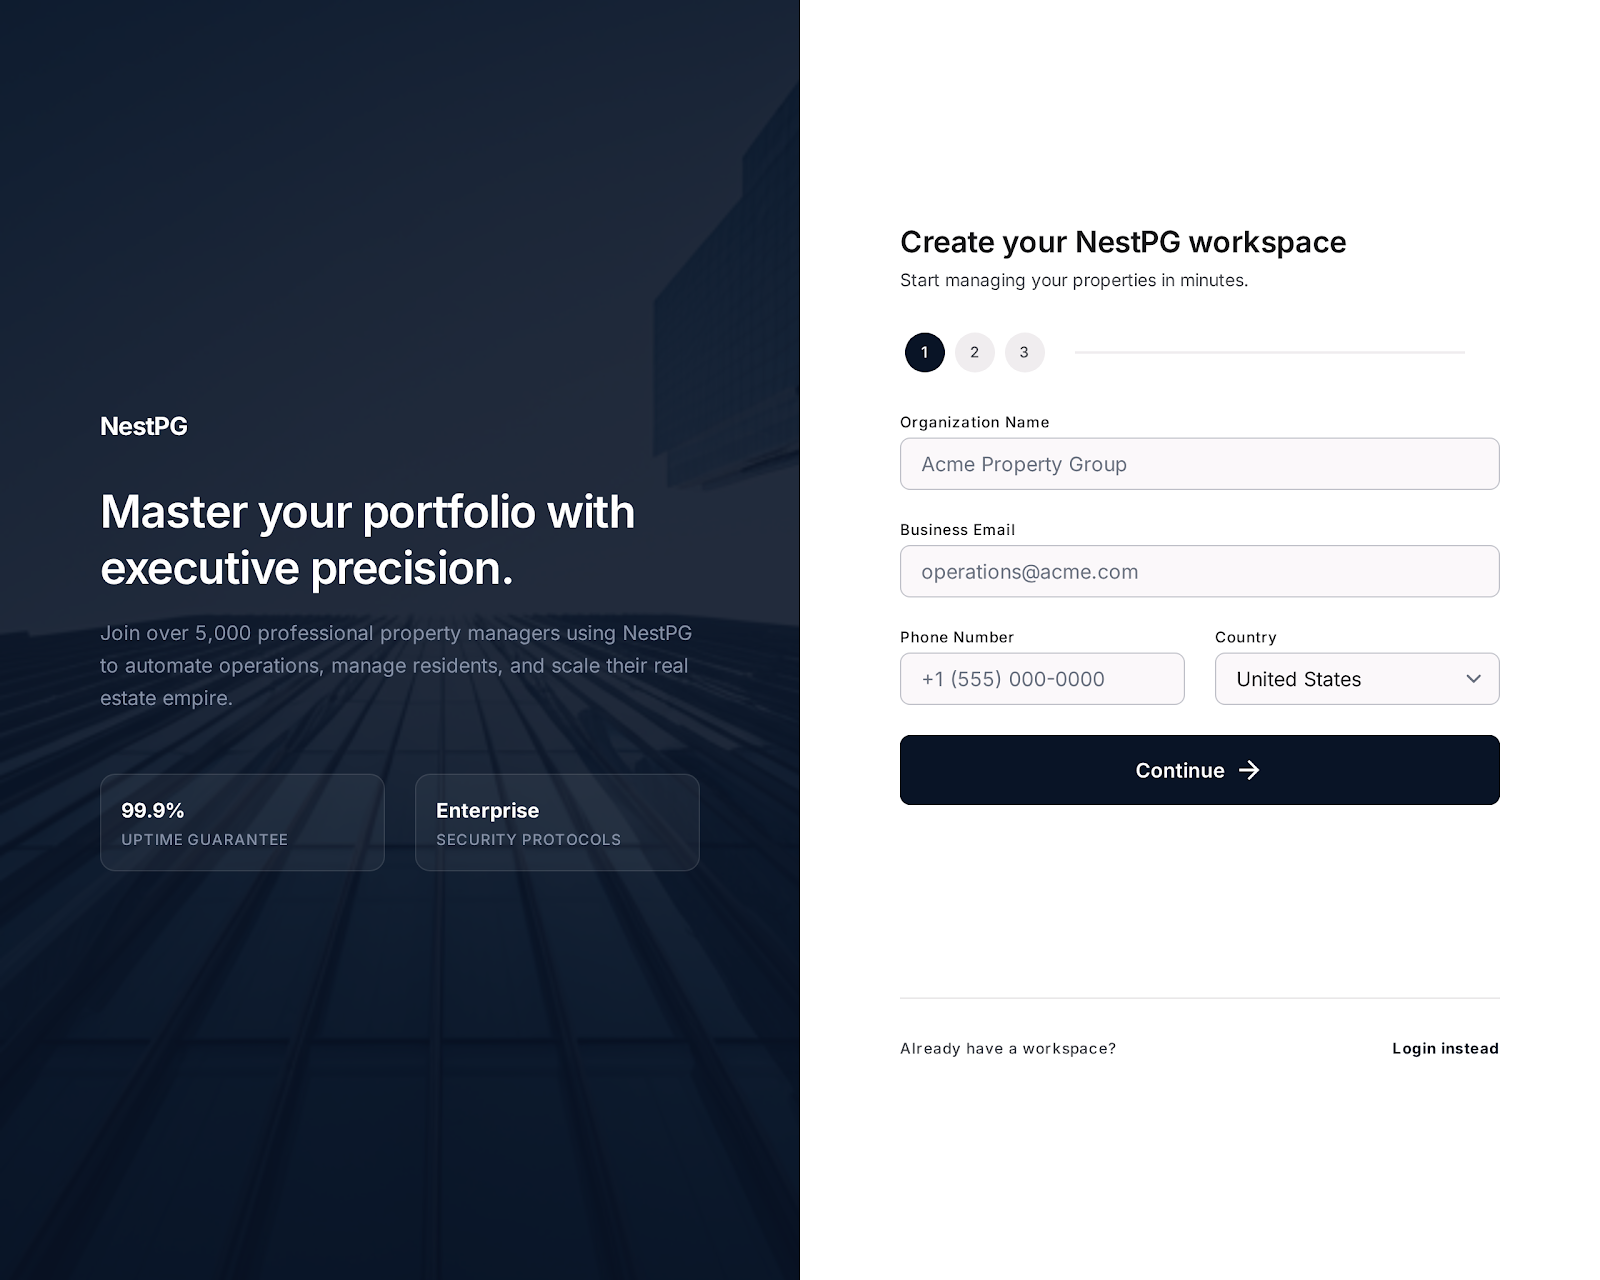 NestPG
Master your portfolio with
executive precision.
Join over 5,000 professional property managers using NestPG
to automate operations, manage residents, and scale their real
estate empire.
99.9%
UPTIME GUARANTEE
Enterprise
SECURITY PROTOCOLS
Create your NestPG workspace
Start managing your properties in minutes.
1 2 3
Organization Name
Acme Property Group
Business Email
operations@acme.com
Phone Number
+1 (555) 000-0000
Country
United States
Continue →
Already have a workspace?
Login instead